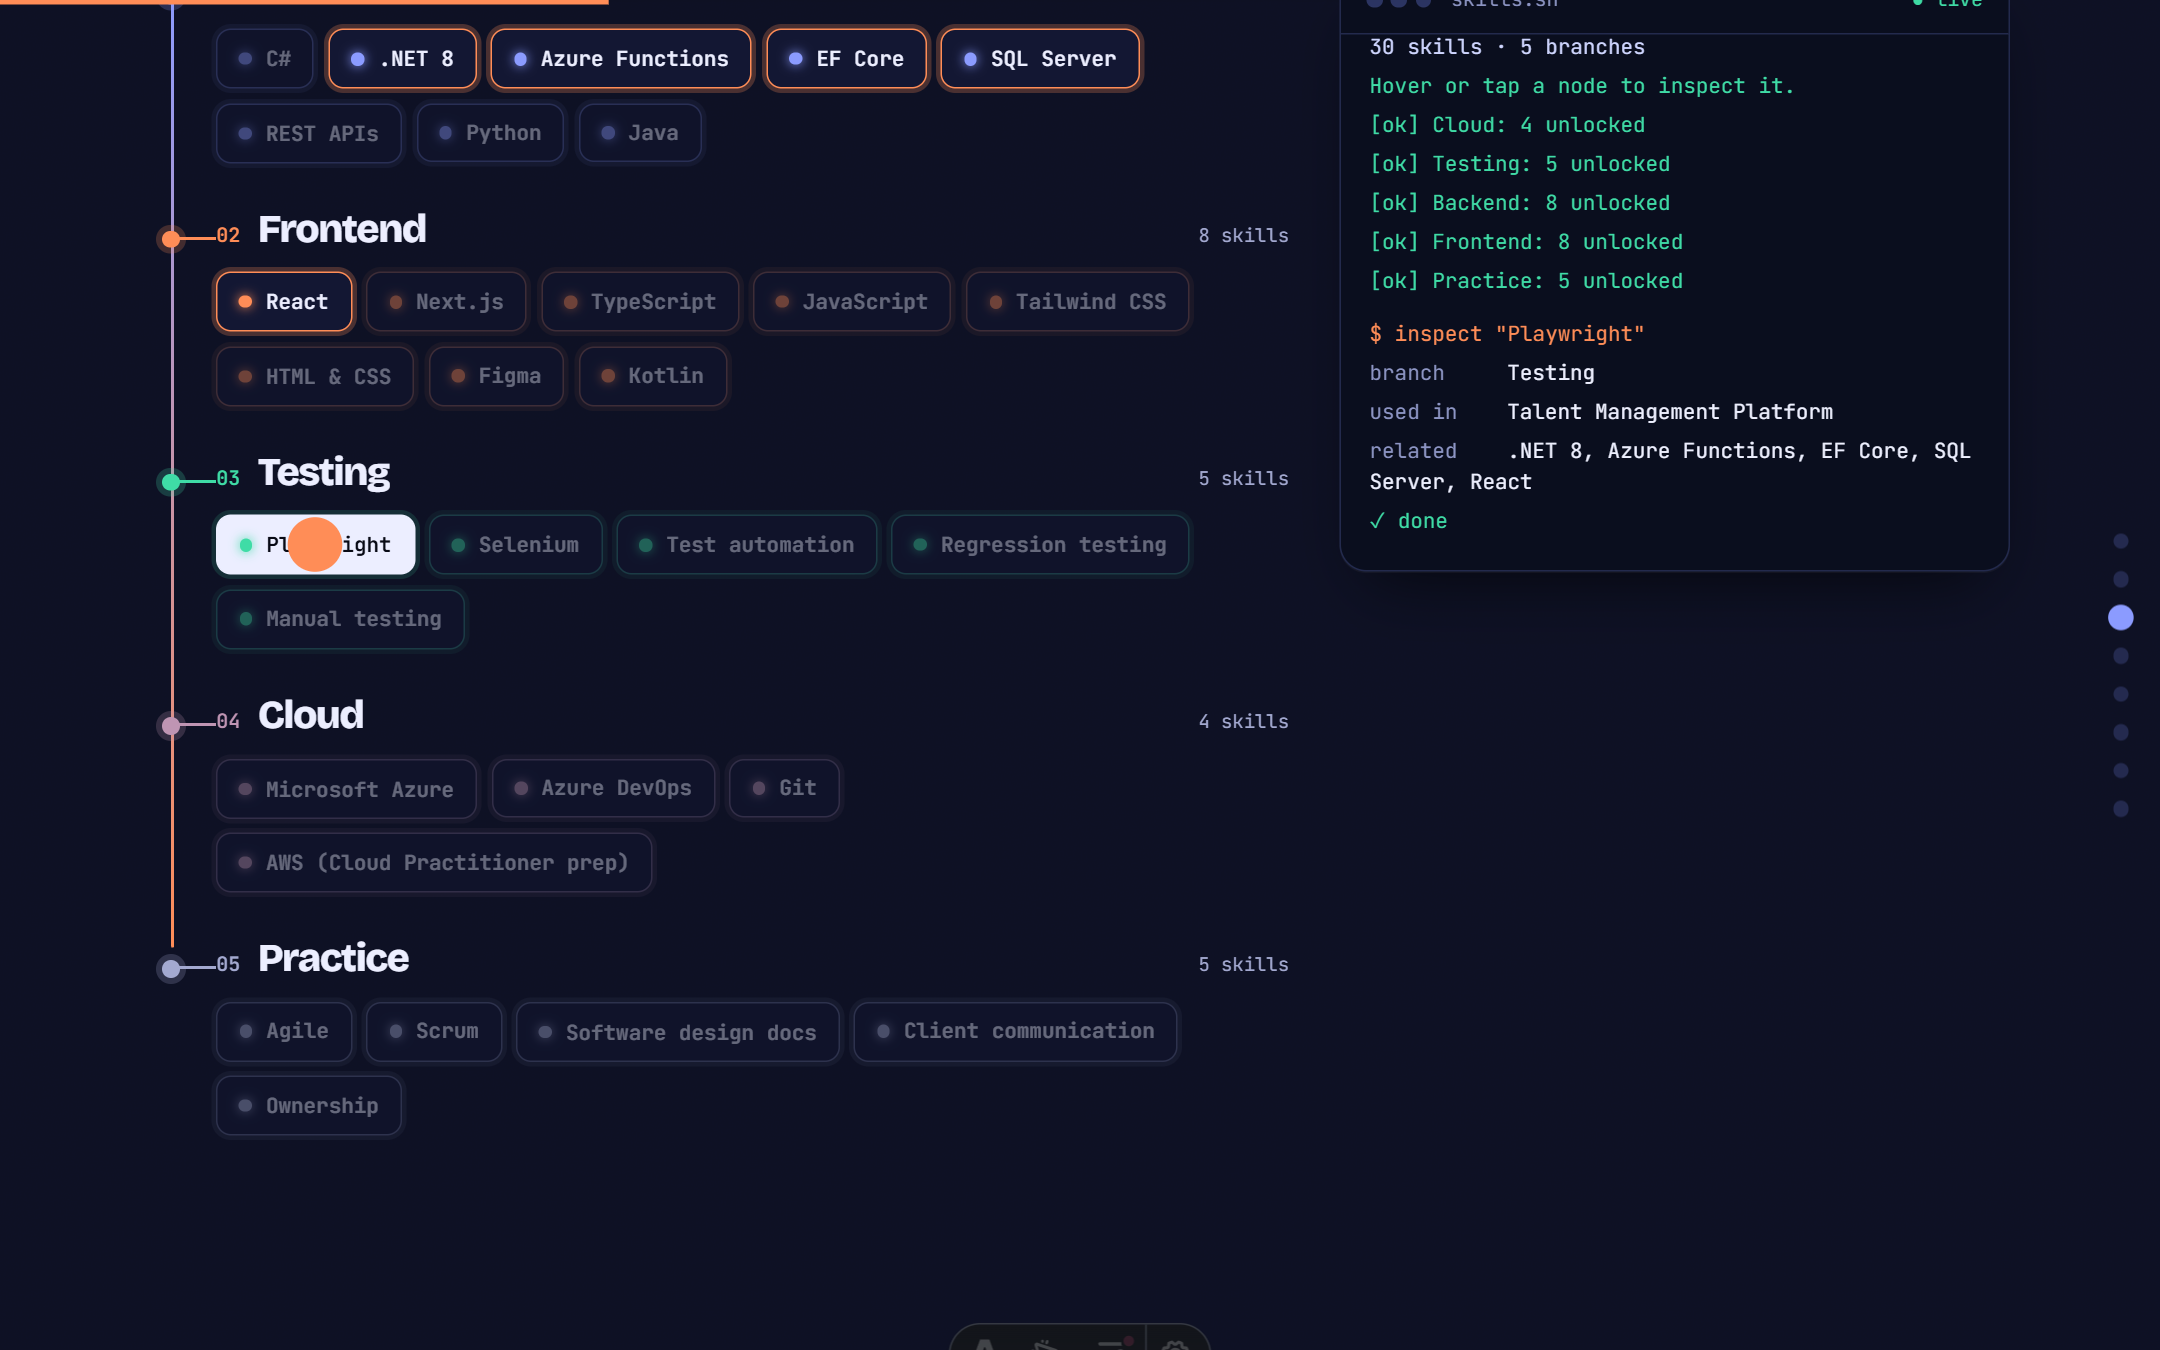 skills.sh
live
C#
.NET 8
Azure Functions
EF Core
SQL Server
REST APIs
Python
Java
02 Frontend
8 skills
React
Next.js
TypeScript
JavaScript
Tailwind CSS
HTML & CSS
Figma
Kotlin
03 Testing
5 skills
Selenium
Test automation
Regression testing
Manual testing
04 Cloud
4 skills
Microsoft Azure
Azure DevOps
Git
AWS (Cloud Practitioner prep)
05 Practice
5 skills
Agile
Scrum
Software design docs
Client communication
Ownership
30 skills · 5 branches
Hover or tap a node to inspect it.
[ok] Cloud: 4 unlocked
[ok] Testing: 5 unlocked
[ok] Backend: 8 unlocked
[ok] Frontend: 8 unlocked
[ok] Practice: 5 unlocked
$ inspect "Playwright"
branch Testing
used in Talent Management Platform
related .NET 8, Azure Functions, EF Core, SQL
Server, React
✓ done